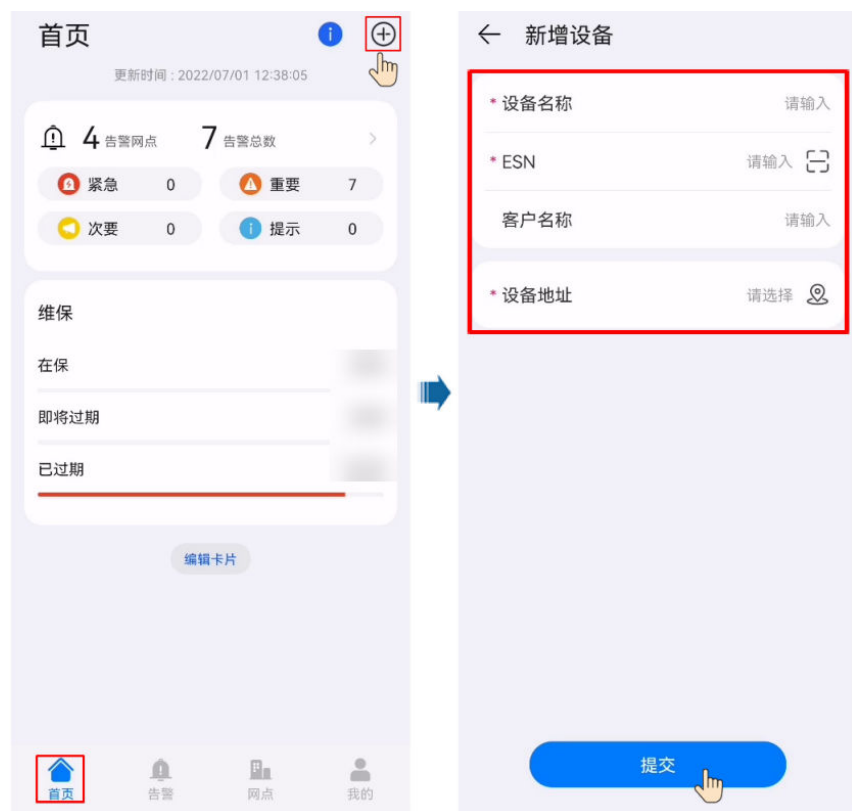 首页
更新时间 : 2022/07/01 12:38:05
4 告警网点 7 告警总数
紧急 0 重要 7
次要 0 提示 0
维保
在保
即将过期
已过期
编辑卡片
首页 告警 网点 我的
新增设备
* 设备名称 请输入
* ESN 请输入
客户名称 请输入
* 设备地址 请选择
提交